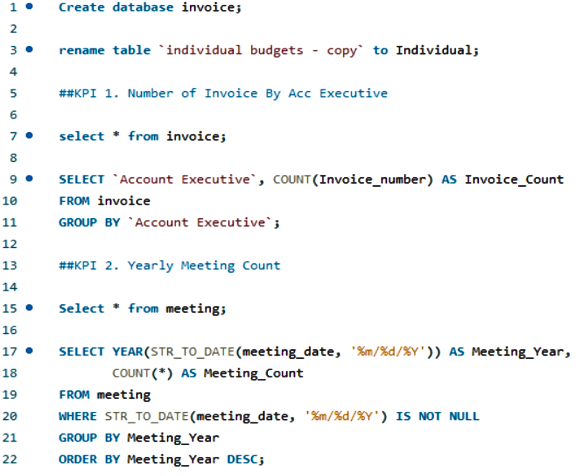 1 Create database invoice;
2
3 rename table `individual budgets - copy` to Individual;
4
5 ##KPI 1. Number of Invoice By Acc Executive
6
7 select * from invoice;
8
9 SELECT `Account Executive`, COUNT(Invoice_number) AS Invoice_Count
10 FROM invoice
11 GROUP BY `Account Executive`;
12
13 ##KPI 2. Yearly Meeting Count
14
15 Select * from meeting;
16
17 SELECT YEAR(STR_TO_DATE(meeting_date, '%m/%d/%Y')) AS Meeting_Year,
18 COUNT(*) AS Meeting_Count
19 FROM meeting
20 WHERE STR_TO_DATE(meeting_date, '%m/%d/%Y') IS NOT NULL
21 GROUP BY Meeting_Year
22 ORDER BY Meeting_Year DESC;